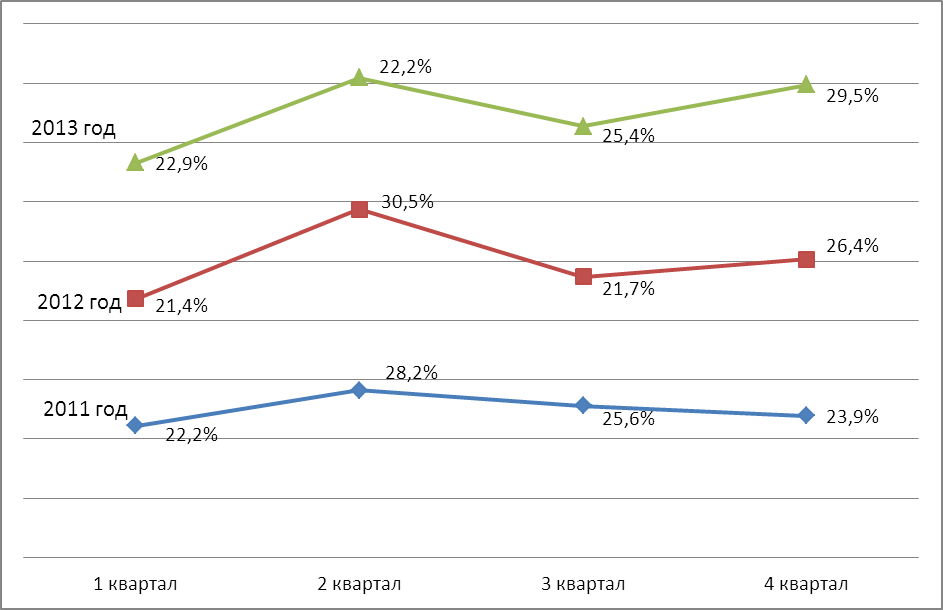 22,2%
29,5%
2013 год
25,4%
22,9%
30,5%
26,4%
21,7%
2012 год
21,4%
28,2%
2011 год
25,6%
23,9%
22,2%
1 квартал
2 квартал
3 квартал
4 квартал